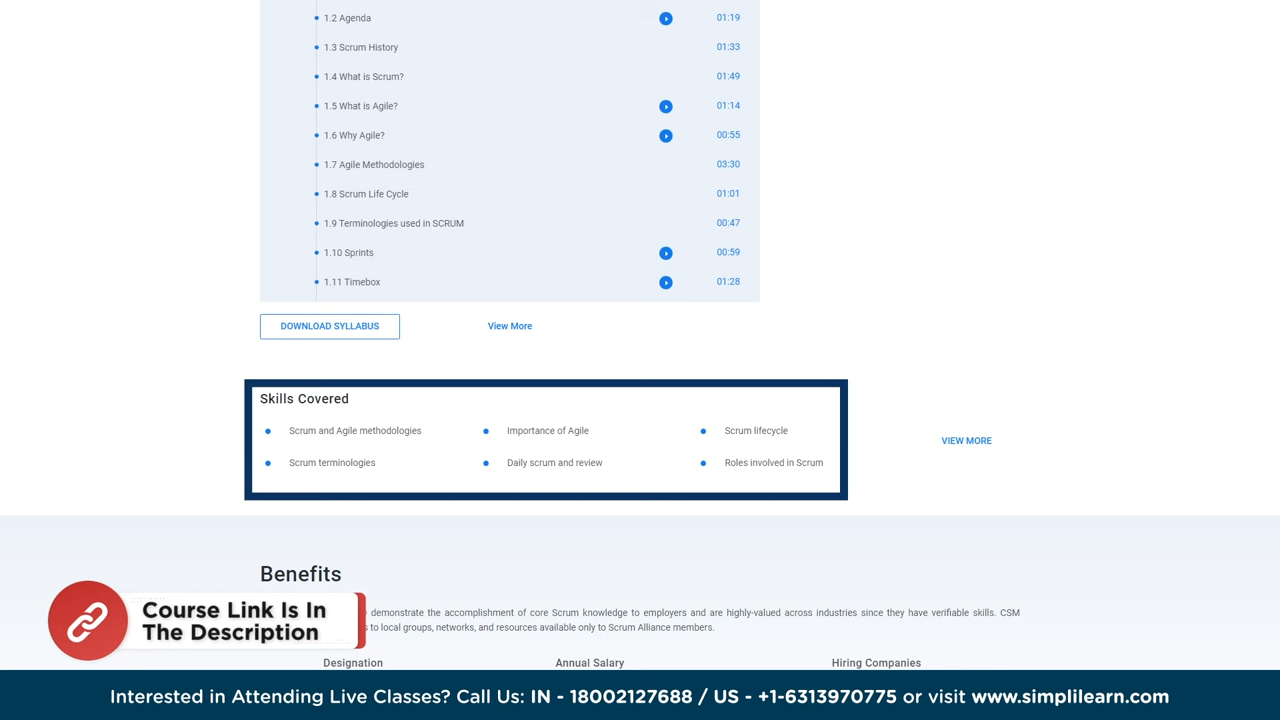 1.2 Agenda 01:19
1.3 Scrum History 01:33
1.4 What is Scrum? 01:49
1.5 What is Agile? 01:14
1.6 Why Agile? 00:55
1.7 Agile Methodologies 03:30
1.8 Scrum Life Cycle 01:01
1.9 Terminologies used in SCRUM 00:47
1.10 Sprints 00:59
1.11 Timebox 01:28
DOWNLOAD SYLLABUS View More
Skills Covered
Scrum and Agile methodologies Importance of Agile Scrum lifecycle
VIEW MORE
Scrum terminologies Daily scrum and review Roles involved in Scrum
Benefits
demonstrate the accomplishment of core Scrum knowledge to employers and are highly-valued across industries since they have verifiable skills. CSM
to local groups, networks, and resources available only to Scrum Alliance members.
Course Link Is In
The Description
Designation Annual Salary Hiring Companies
Interested in Attending Live Classes? Call Us: IN - 18002127688 / US - +1-6313970775 or visit www.simplilearn.com